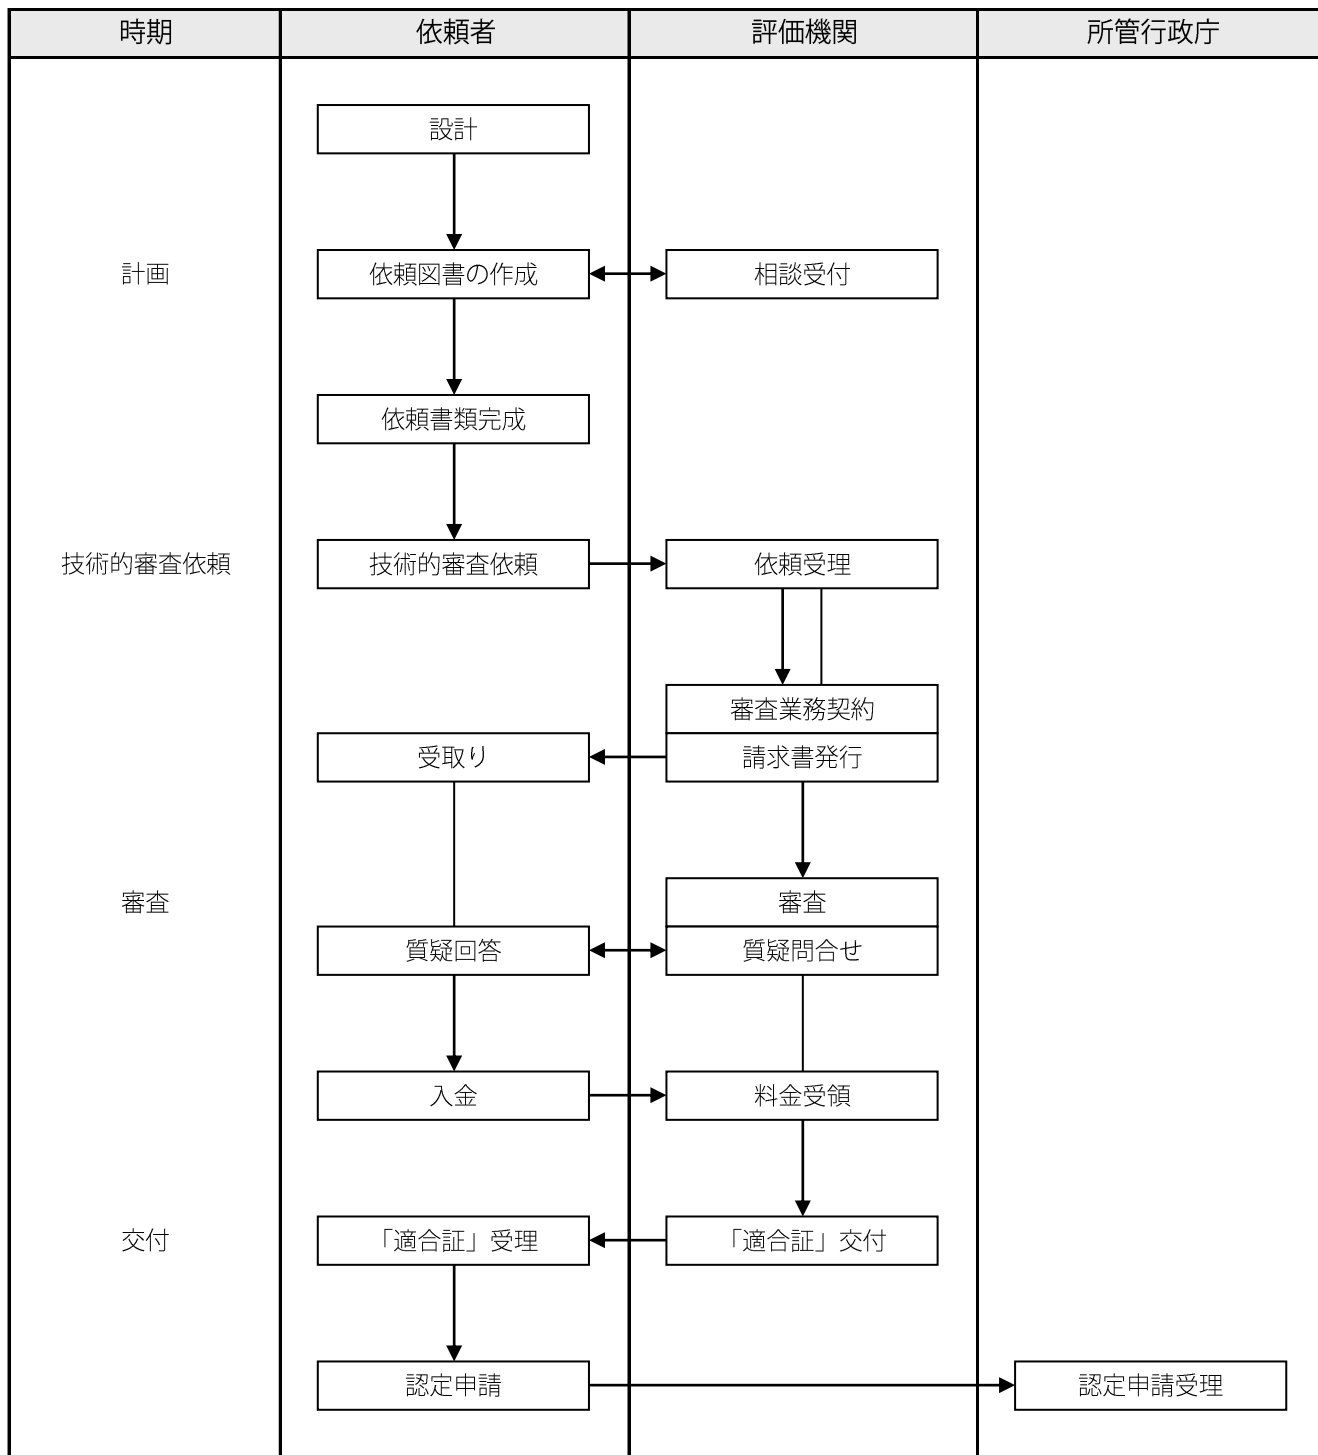 時期 依頼者 評価機関 所管行政庁
設計
計画 依頼図書の作成 相談受付
依頼書類完成
技術的審査依頼 技術的審査依頼 依頼受理
審査業務契約
受取り 請求書発行
審査 審査
質疑回答 質疑問合せ
入金 料金受領
交付 「適合証」受理 「適合証」交付
認定申請 認定申請受理